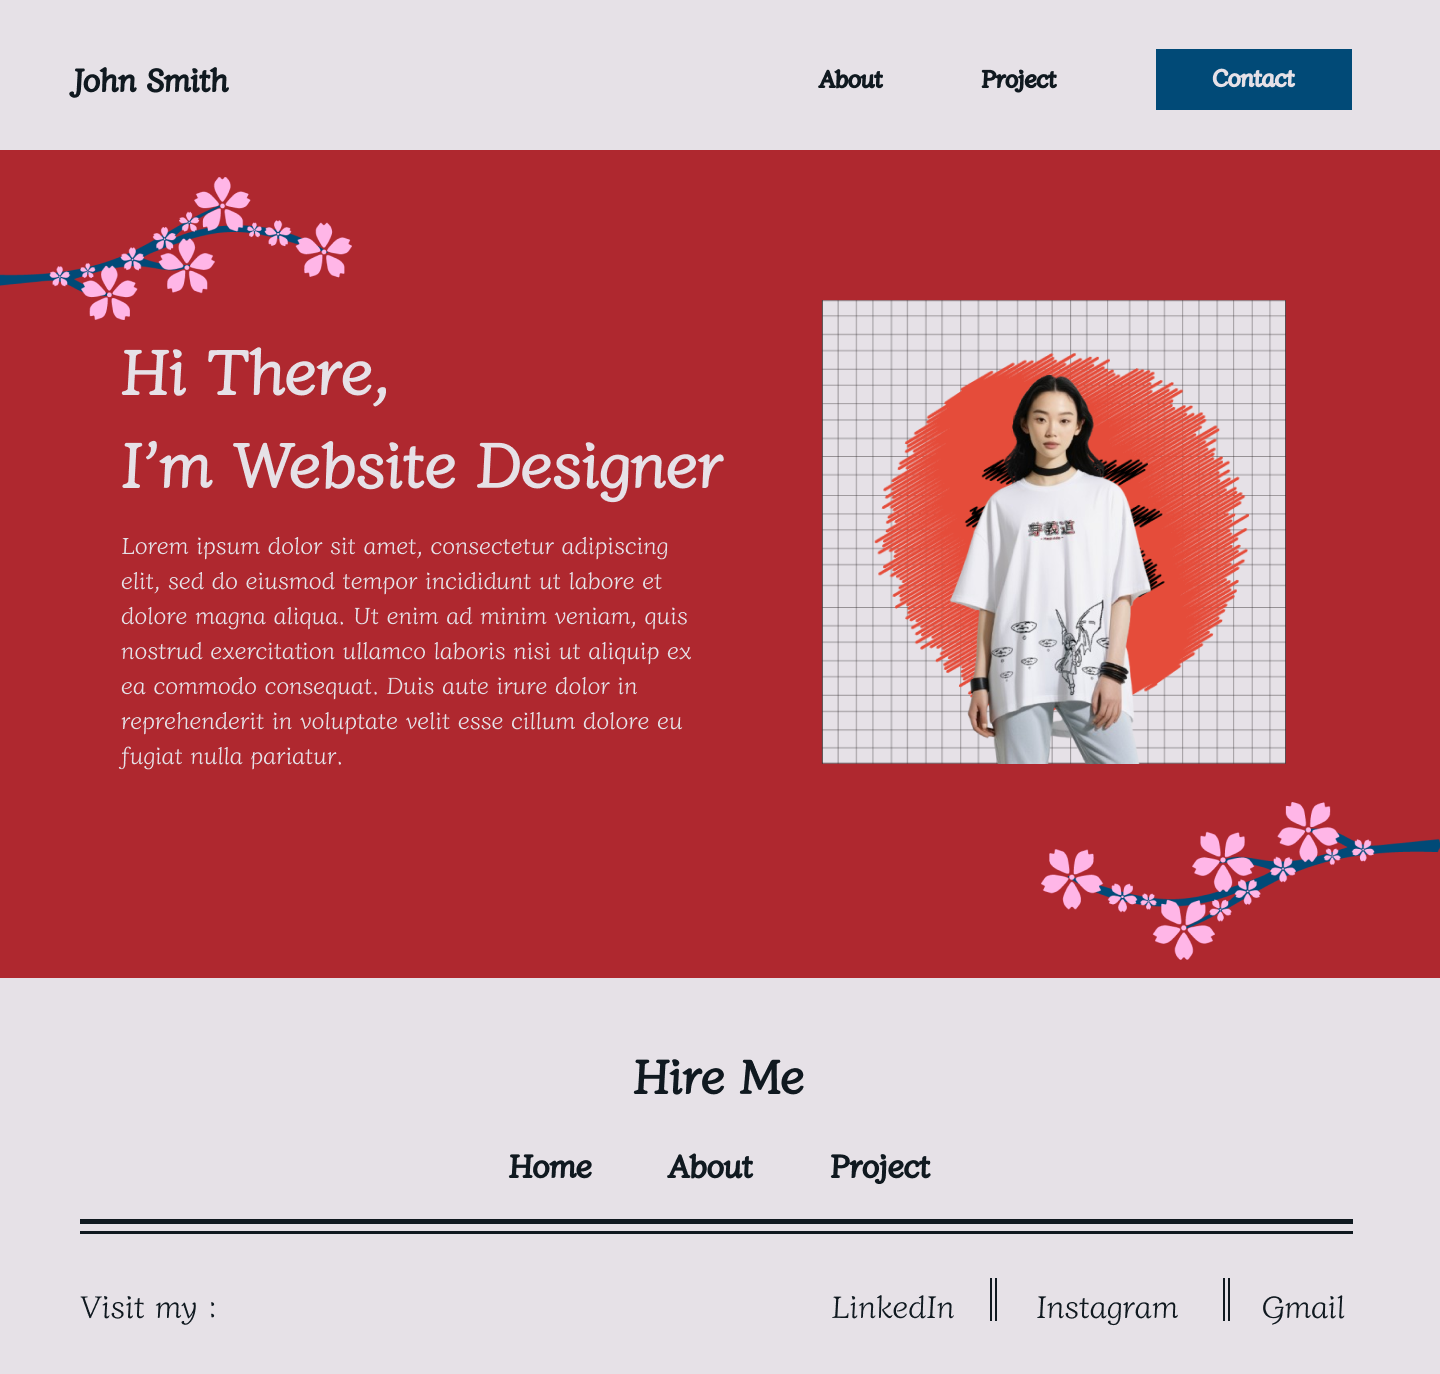 John Smith
About
Project
Contact
Hi There,
I’m Website Designer
Lorem ipsum dolor sit amet, consectetur adipiscing
elit, sed do eiusmod tempor incididunt ut labore et
dolore magna aliqua. Ut enim ad minim veniam, quis
nostrud exercitation ullamco laboris nisi ut aliquip ex
ea commodo consequat. Duis aute irure dolor in
reprehenderit in voluptate velit esse cillum dolore eu
fugiat nulla pariatur.
Hire Me
Home
About
Project
Visit my :
LinkedIn
Instagram
Gmail